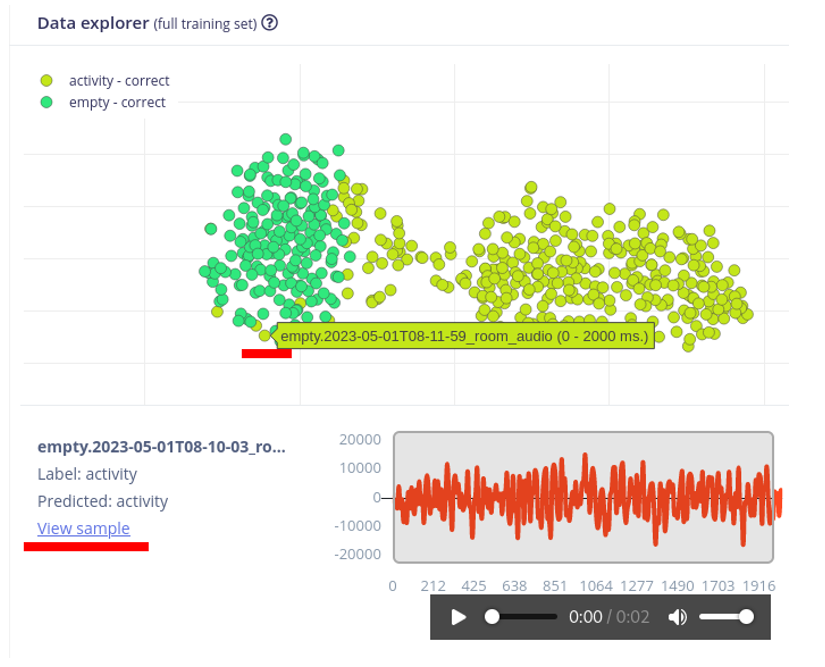 Data explorer (full training set) ?
activity - correct
empty - correct
empty.2023-05-01T08-11-59_room_audio (0 - 2000 ms.)
empty.2023-05-01T08-10-03_ro...
Label: activity
Predicted: activity
View sample
20000
10000
0
-10000
-20000
0 212 425 638 851 1064 1277 1490 1703 1916
0:00 / 0:02